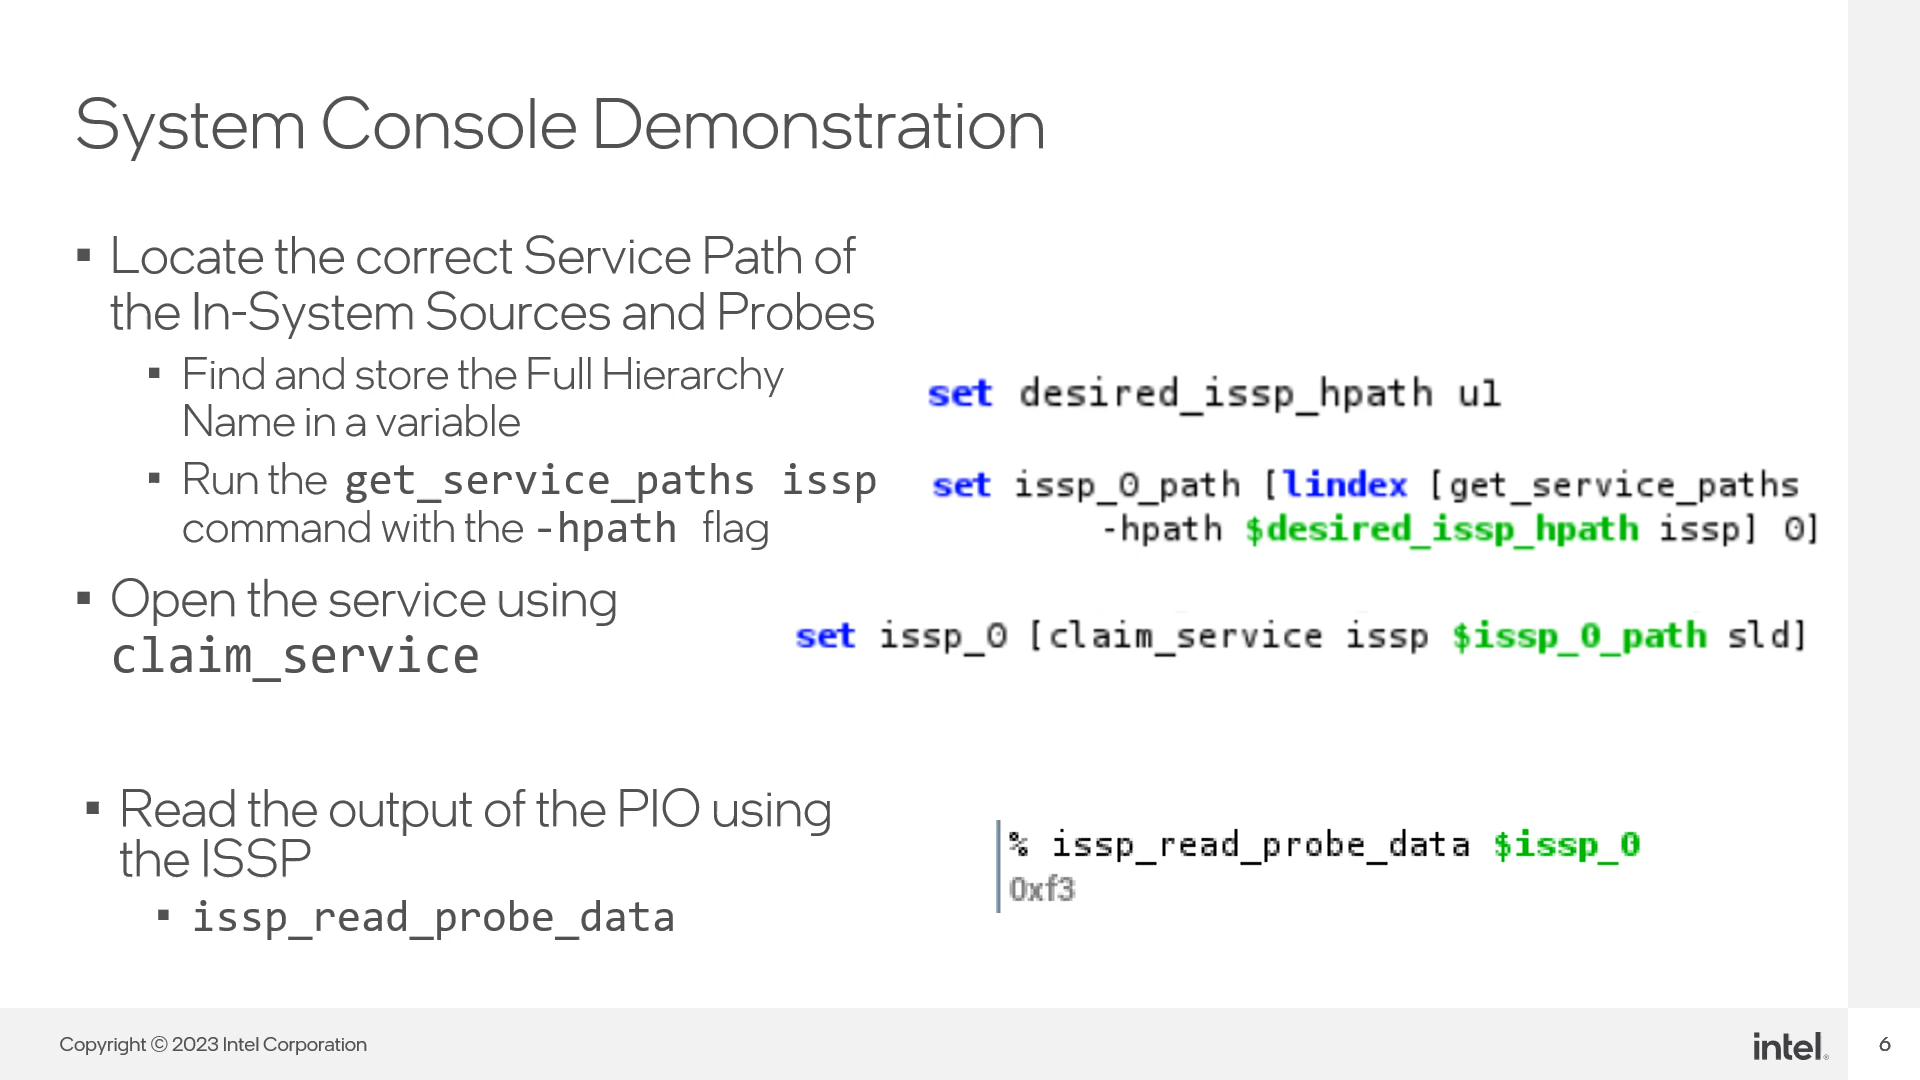 System Console Demonstration
▪ Locate the correct Service Path of
the In-System Sources and Probes
▪ Find and store the Full Hierarchy
Name in a variable
set desired_issp_hpath u1
▪ Run the get_service_paths issp
command with the -hpath flag
set issp_0_path [lindex [get_service_paths
-hpath $desired_issp_hpath issp] 0]
▪ Open the service using
claim_service
set issp_0 [claim_service issp $issp_0_path sld]
▪ Read the output of the PIO using
the ISSP
▪ issp_read_probe_data
% issp_read_probe_data $issp_0
0xf3
Copyright © 2023 Intel Corporation
intel®
6